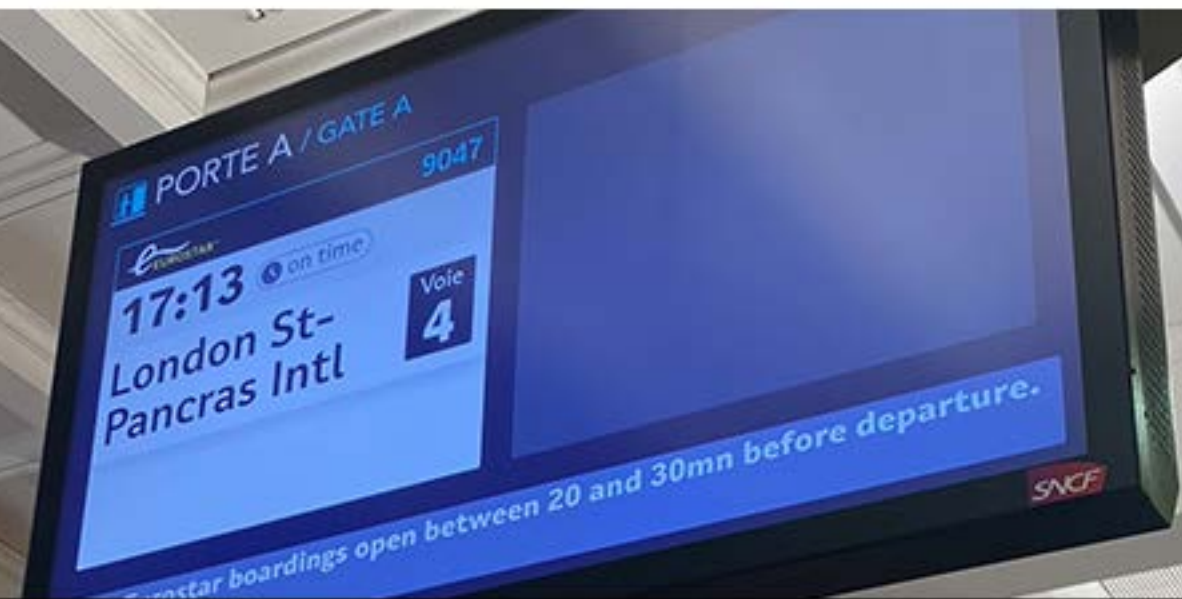 PORTE A / GATE A
9047
EUROSTAR
17:13 on time
Voie
4
London St-
Pancras Intl
Eurostar boardings open between 20 and 30mn before departure.
SNCF